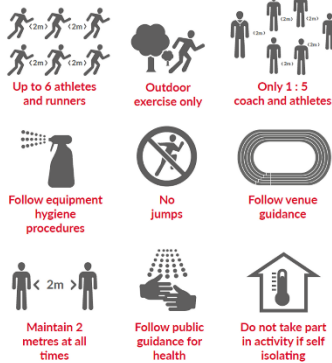 ⟨2m⟩ ⟨2m⟩
⟨2m⟩ ⟨2m⟩
Up to 6 athletes
and runners
Outdoor
exercise only
⟨2m⟩
⟨2m⟩ ⟨2m⟩
Only 1 : 5
coach and athletes
Follow equipment
hygiene
procedures
No
jumps
Follow venue
guidance
⟨ 2m ⟩
Maintain 2
metres at all
times
Follow public
guidance for
health
Do not take part
in activity if self
isolating